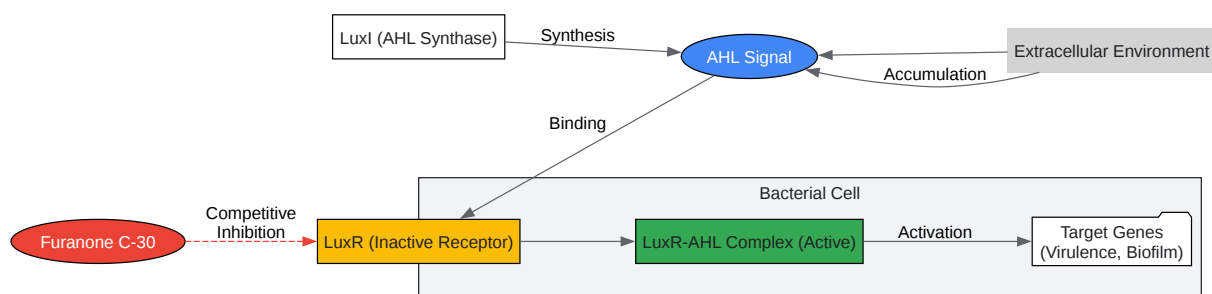 LuxI (AHL Synthase)
Synthesis
AHL Signal
Extracellular Environment
Accumulation
Binding
Bacterial Cell
Furanone C-30
Competitive
Inhibition
LuxR (Inactive Receptor)
LuxR-AHL Complex (Active)
Activation
Target Genes
(Virulence, Biofilm)